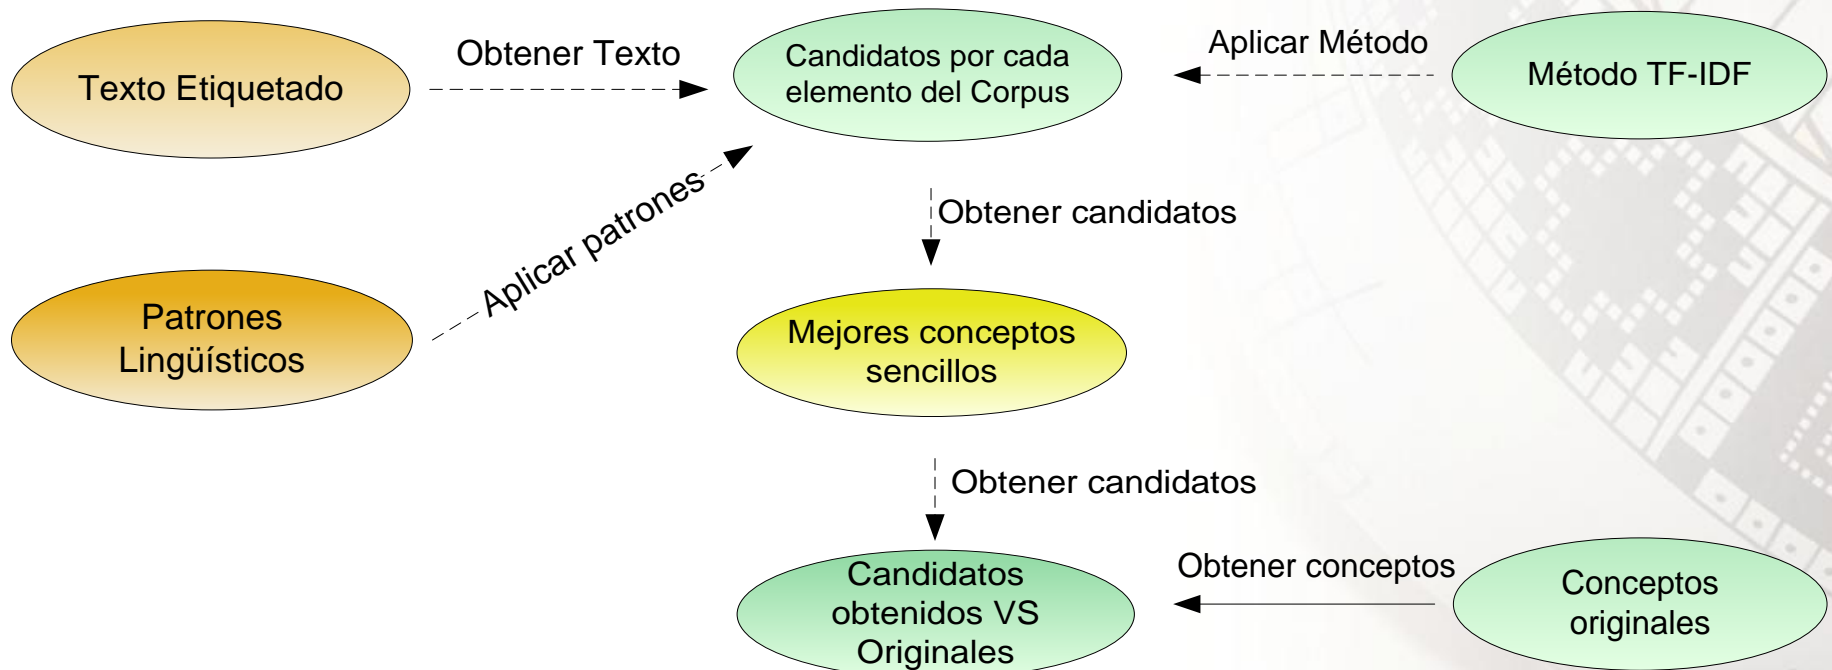 Texto Etiquetado
Obtener Texto
Candidatos por cada
elemento del Corpus
Aplicar Método
Método TF-IDF
Aplicar patrones
Obtener candidatos
Patrones
Lingüísticos
Mejores conceptos
sencillos
Obtener candidatos
Candidatos
obtenidos VS
Originales
Obtener conceptos
Conceptos
originales